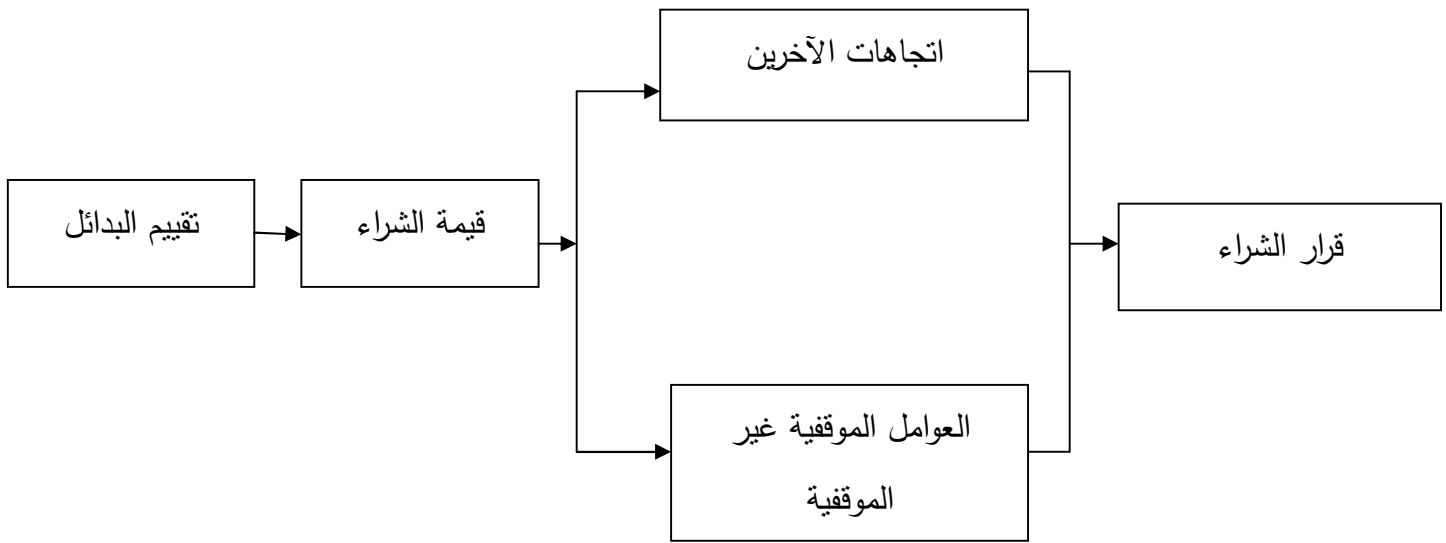 اتجاهات الآخرين
تقييم البدائل
قيمة الشراء
قرار الشراء
العوامل الموقفية غير
الموقفية